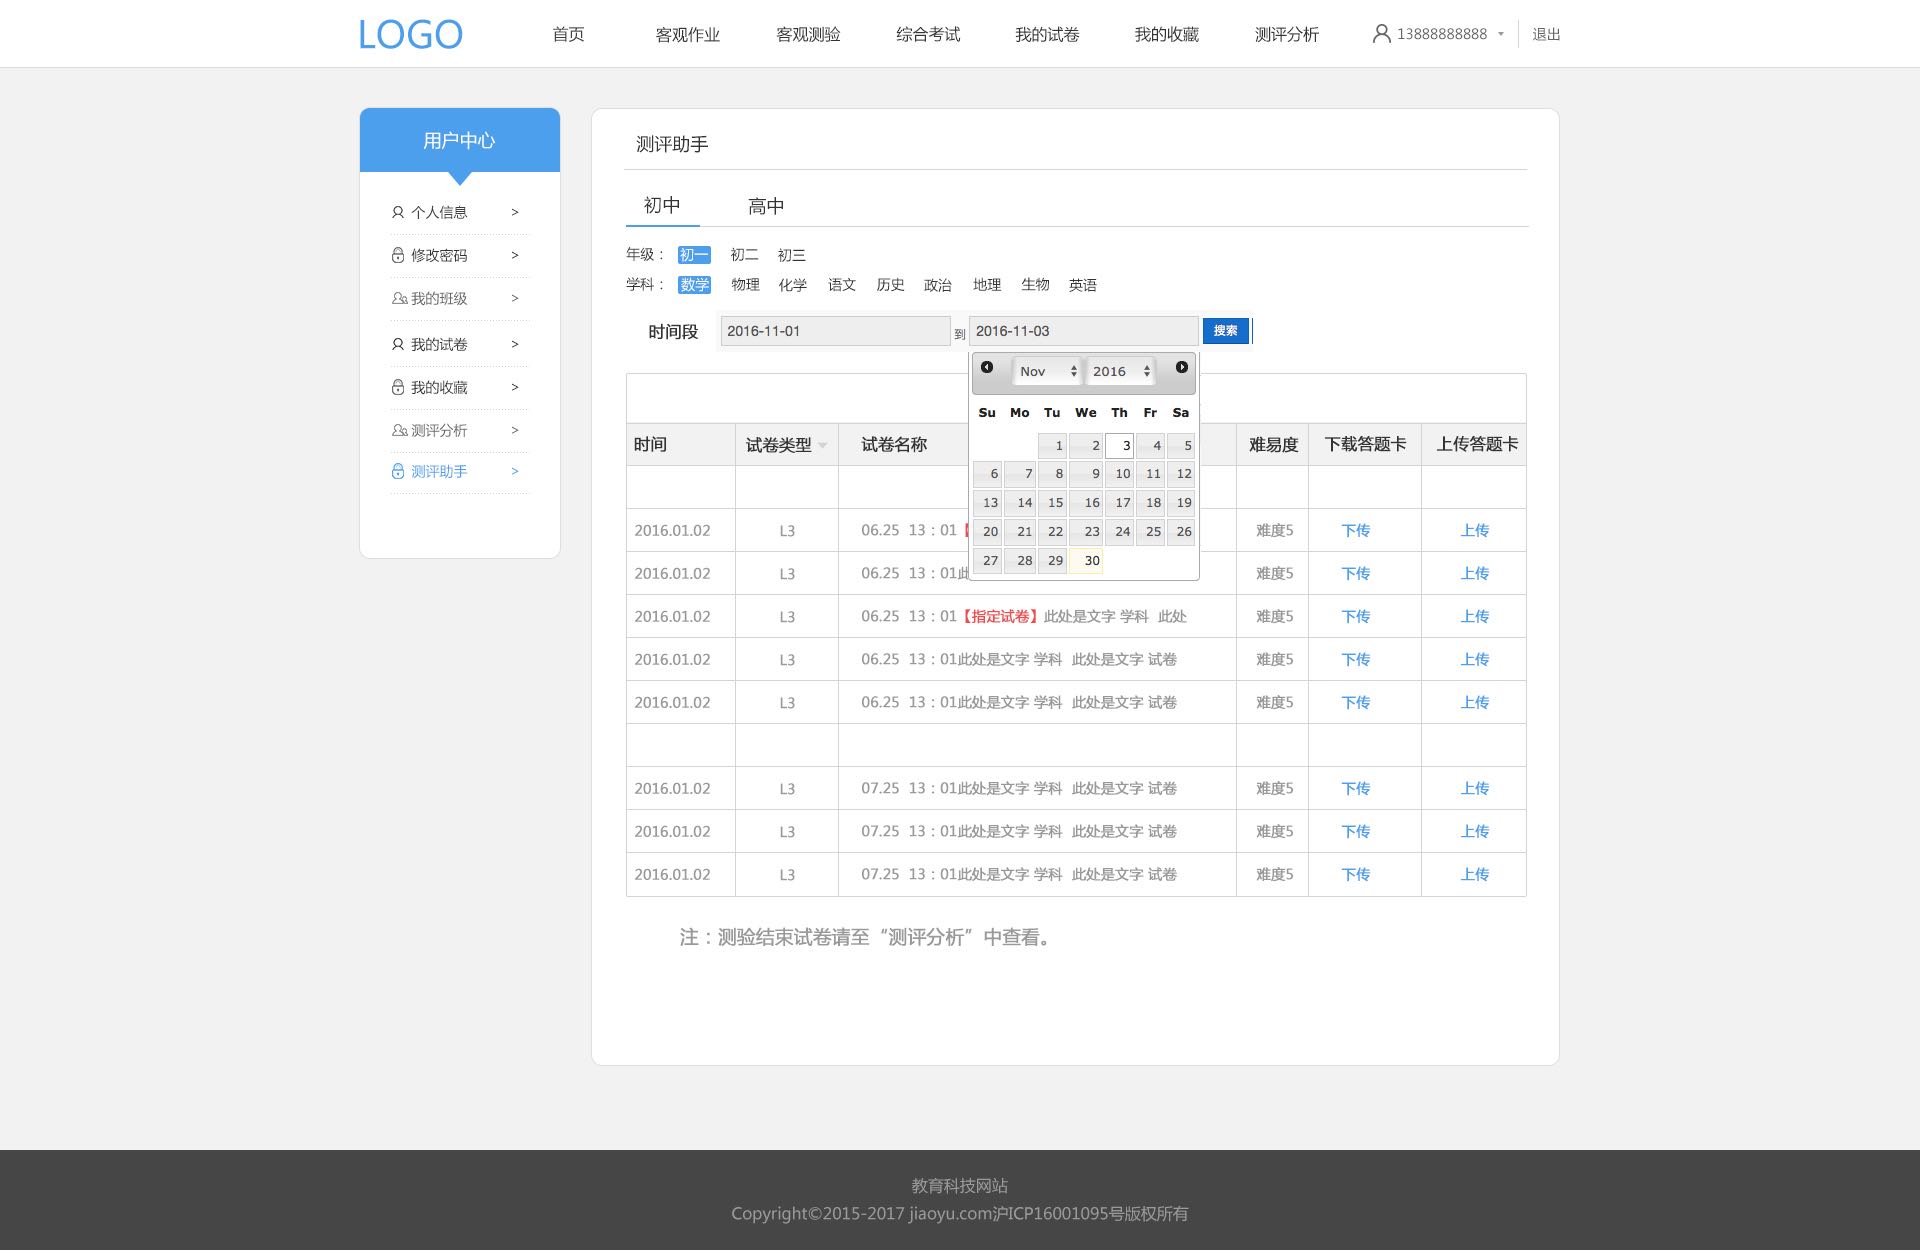 LOGO 首页 客观作业 客观测验 综合考试 我的试卷 我的收藏 测评分析 13888888888 退出
用户中心
个人信息 >
修改密码 >
我的班级 >
我的试卷 >
我的收藏 >
测评分析 >
测评助手 >
测评助手
初中 高中
年级： 初一 初二 初三
学科： 数学 物理 化学 语文 历史 政治 地理 生物 英语
时间段 2016-11-01 到 2016-11-03 搜索
Nov 2016
Su Mo Tu We Th Fr Sa
1 2 3 4 5
6 7 8 9 10 11 12
13 14 15 16 17 18 19
20 21 22 23 24 25 26
27 28 29 30
时间 试卷类型 试卷名称 难易度 下载答题卡 上传答题卡
2016.01.02 L3 06.25 13：01【 难度5 下传 上传
2016.01.02 L3 06.25 13：01此 难度5 下传 上传
2016.01.02 L3 06.25 13：01【指定试卷】此处是文字 学科 此处 难度5 下传 上传
2016.01.02 L3 06.25 13：01此处是文字 学科 此处是文字 试卷 难度5 下传 上传
2016.01.02 L3 06.25 13：01此处是文字 学科 此处是文字 试卷 难度5 下传 上传
2016.01.02 L3 07.25 13：01此处是文字 学科 此处是文字 试卷 难度5 下传 上传
2016.01.02 L3 07.25 13：01此处是文字 学科 此处是文字 试卷 难度5 下传 上传
2016.01.02 L3 07.25 13：01此处是文字 学科 此处是文字 试卷 难度5 下传 上传
注：测验结束试卷请至“测评分析”中查看。
教育科技网站
Copyright©2015-2017 jiaoyu.com沪ICP16001095号版权所有